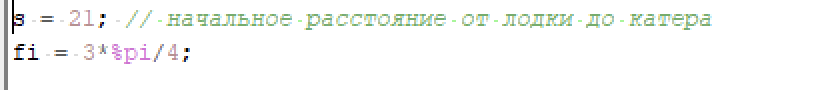 s = 21; // начальное расстояние от лодки до катера
fi = 3*%pi/4;